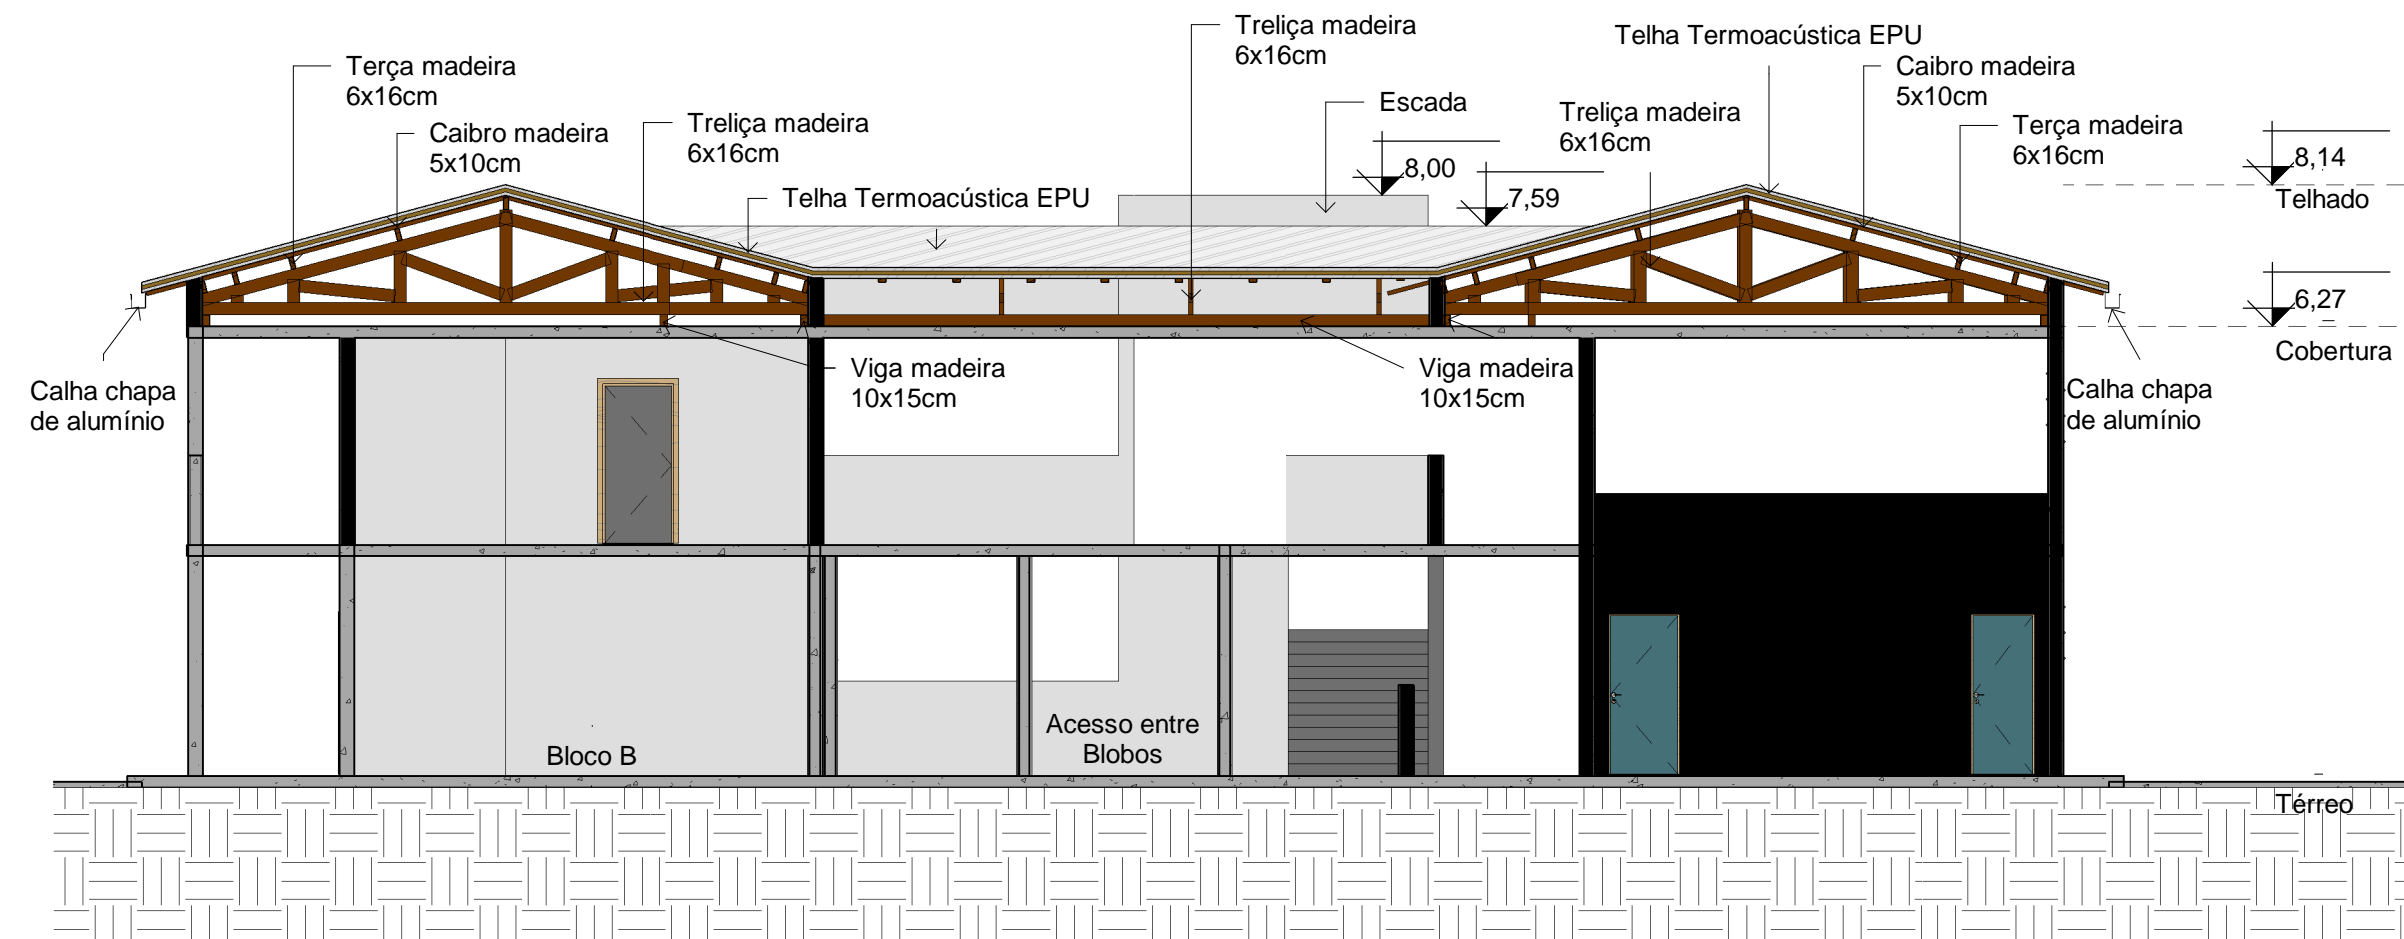 Treliça madeira
6x16cm
Telha Termoacústica EPU
Terça madeira
6x16cm
Caibro madeira
5x10cm
Escada
Treliça madeira
6x16cm
Treliça madeira
6x16cm
Terça madeira
6x16cm
Caibro madeira
5x10cm
8,00
8,14
Telha Termoacústica EPU
7,59
Telhado
6,27
Cobertura
Calha chapa
de alumínio
Viga madeira
10x15cm
Viga madeira
10x15cm
Calha chapa
de alumínio
Acesso entre
Blobos
Bloco B
Térreo